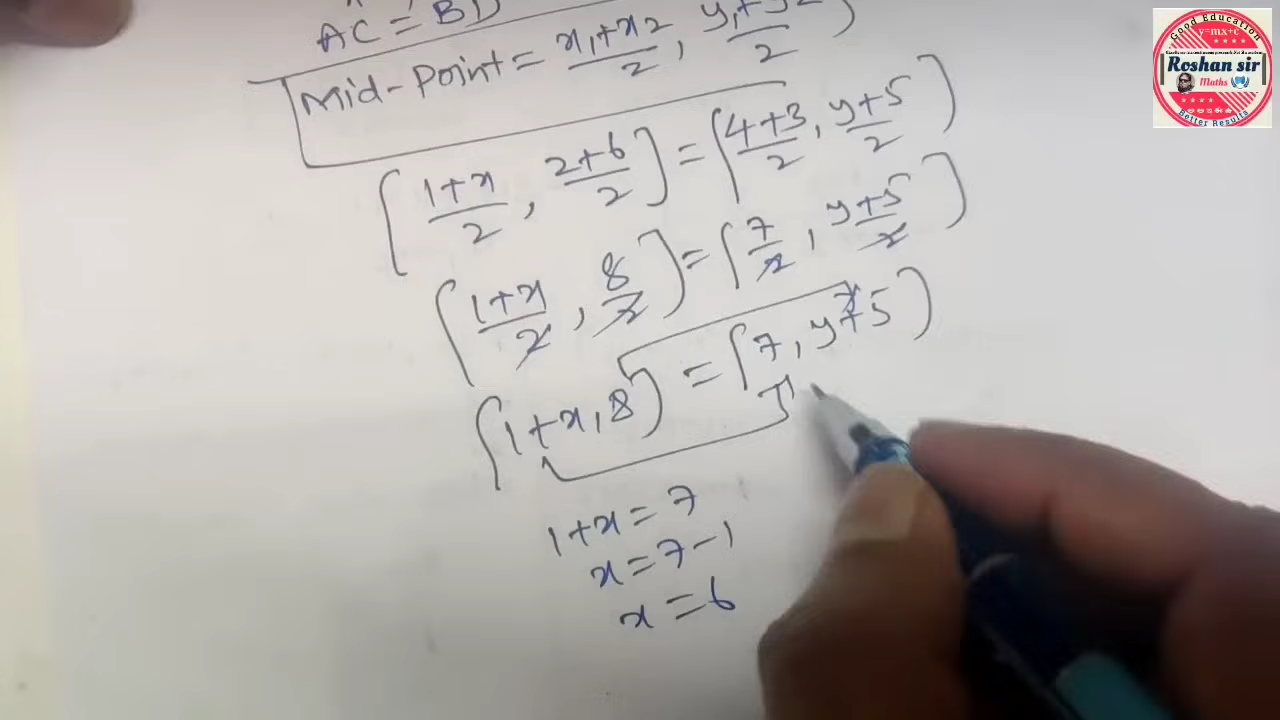 AC = BD
Mid-Point = x₁+x₂/2, y₁+y₂/2)
[1+x/2, 2+6/2] = [4+3/2, y+5/2)
[1+x/2, 8/2] = [7/2, y+5/2)
[1+x, 8) = [7, y+5)
1+x = 7
x = 7-1
x = 6
Good Education
y=mx+c
Roshan sir
Maths
Better Results